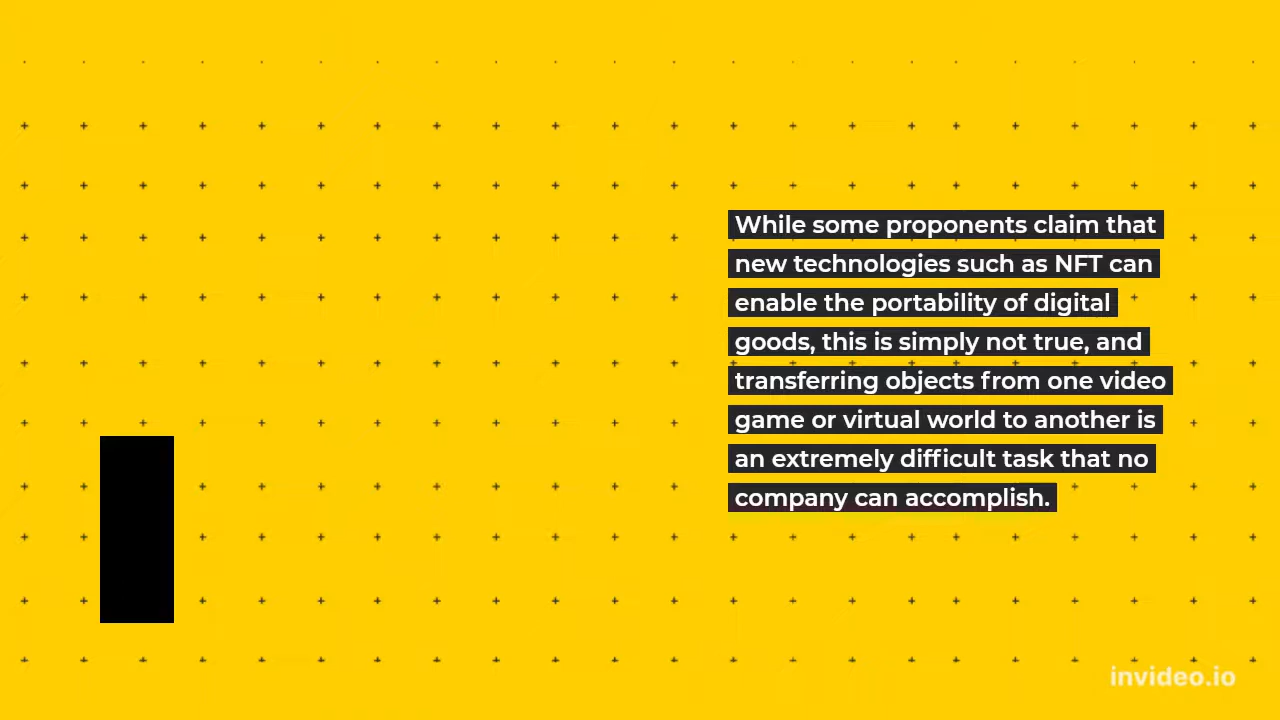 While some proponents claim that
new technologies such as NFT can
enable the portability of digital
goods, this is simply not true, and
transferring objects from one video
game or virtual world to another is
an extremely difficult task that no
company can accomplish.
invideo.io